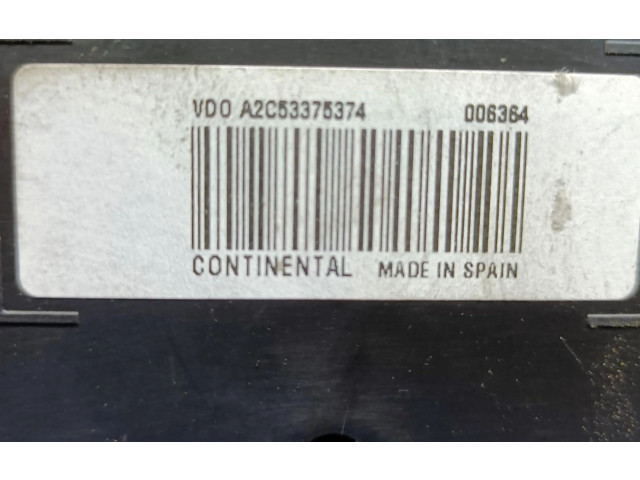 VDO A2C53375374 006364
CONTINENTAL MADE IN SPAIN